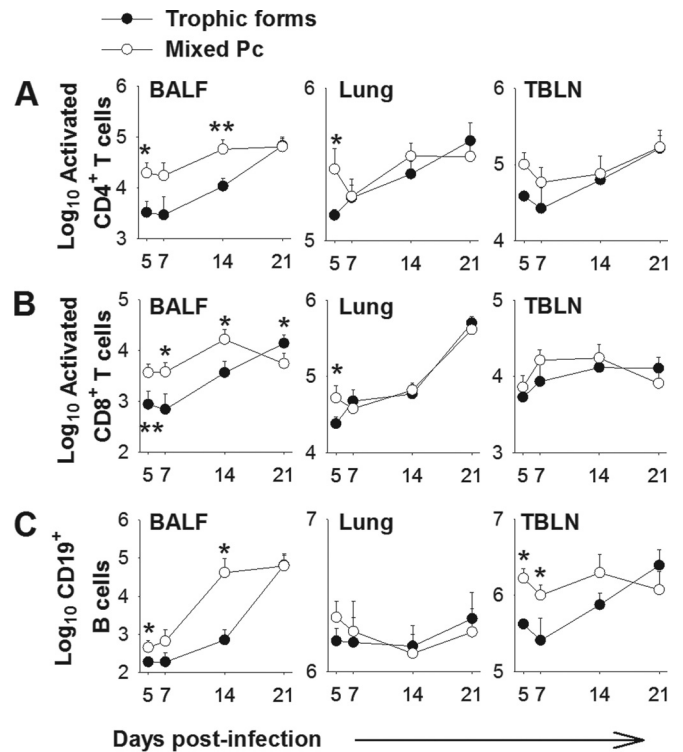 Trophic forms
Mixed Pc
A
BALF
Lung
TBLN
Log10 Activated
CD4+ T cells
6
5
4
3
*
**
5 7 14 21
6
5
*
5 7 14 21
6
5
4
5 7 14 21
B
BALF
Lung
TBLN
Log10 Activated
CD8+ T cells
5
4
3
2
*
*
*
**
5 7 14 21
6
5
4
*
5 7 14 21
5
4
3
5 7 14 21
C
BALF
Lung
TBLN
Log10 CD19+
B cells
6
5
4
3
2
*
*
5 7 14 21
7
6
5 7 14 21
7
6
5
*
*
5 7 14 21
Days post-infection